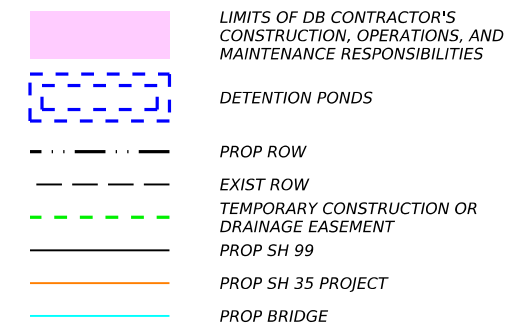 LIMITS OF DB CONTRACTOR'S
CONSTRUCTION, OPERATIONS, AND
MAINTENANCE RESPONSIBILITIES
DETENTION PONDS
PROP ROW
EXIST ROW
TEMPORARY CONSTRUCTION OR
DRAINAGE EASEMENT
PROP SH 99
PROP SH 35 PROJECT
PROP BRIDGE